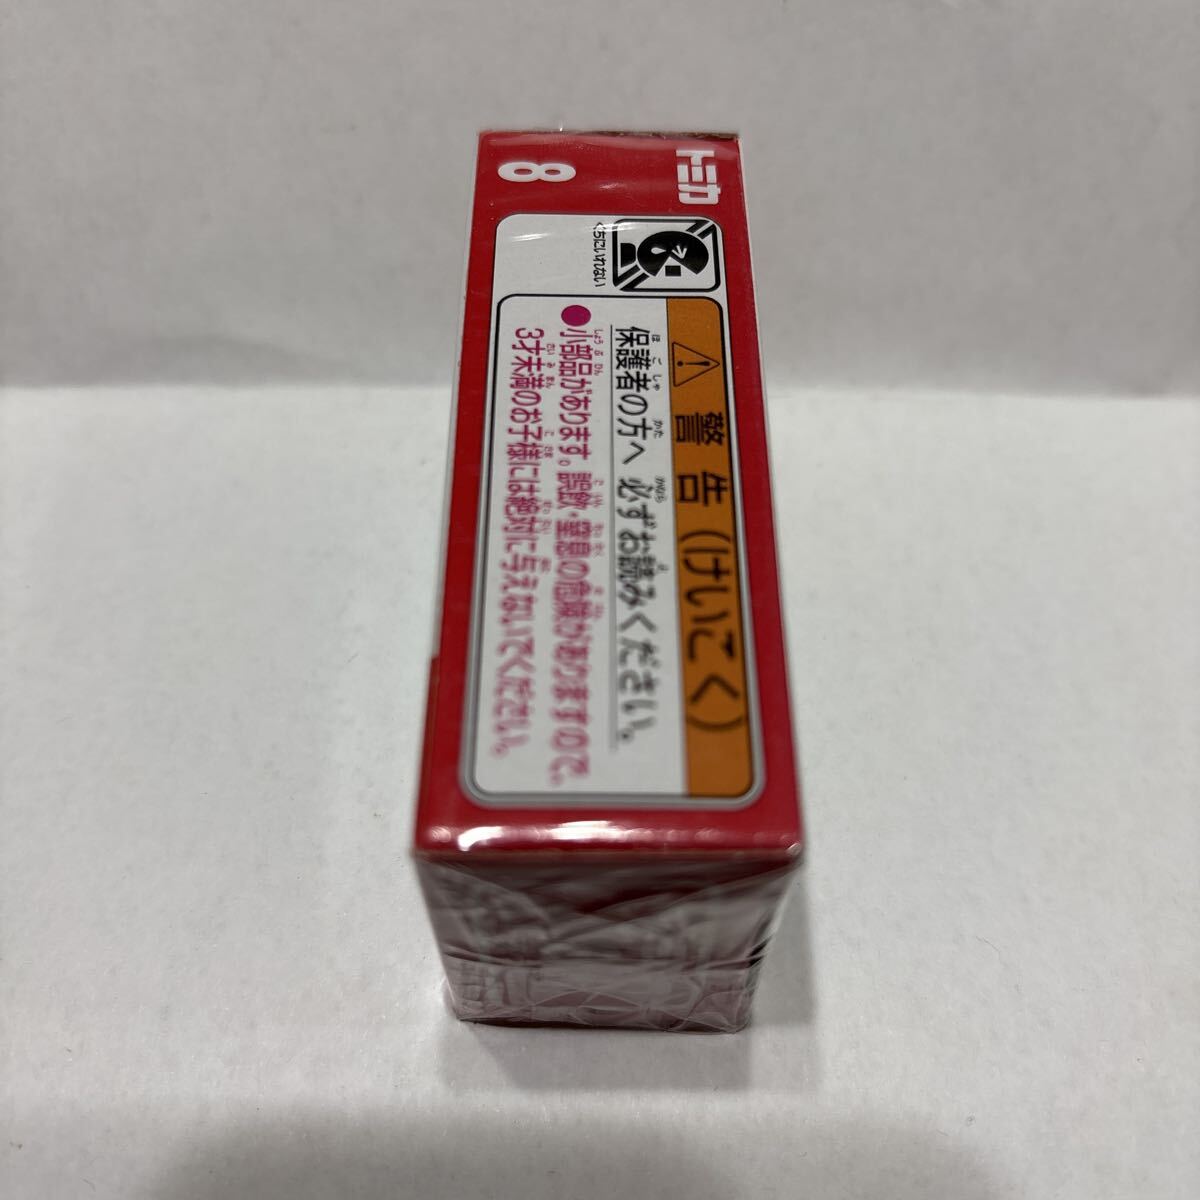 トミカ
8
くちにいれない
警告(けいこく)
保護者の方へ 必ずお読みください。
●小部品があります。誤飲・窒息の危険がありますので、
3才未満のお子様には絶対に与えないでください。